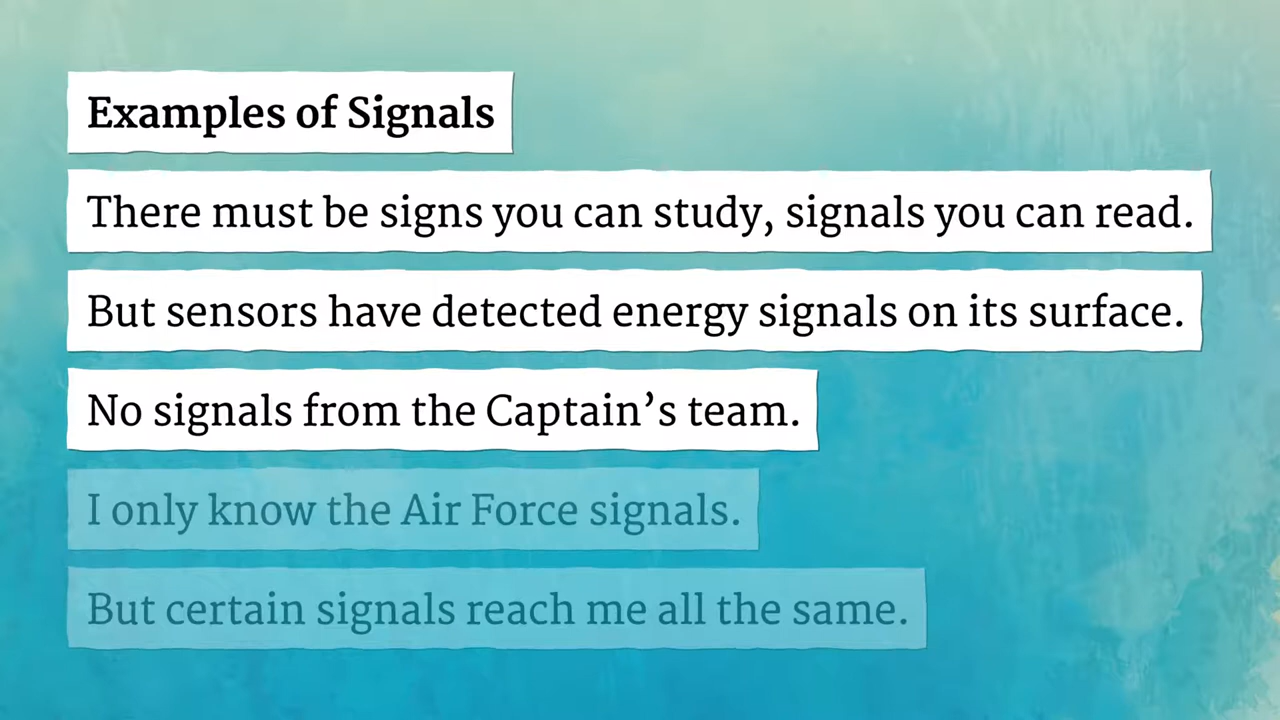 Examples of Signals
There must be signs you can study, signals you can read.
But sensors have detected energy signals on its surface.
No signals from the Captain’s team.
I only know the Air Force signals.
But certain signals reach me all the same.